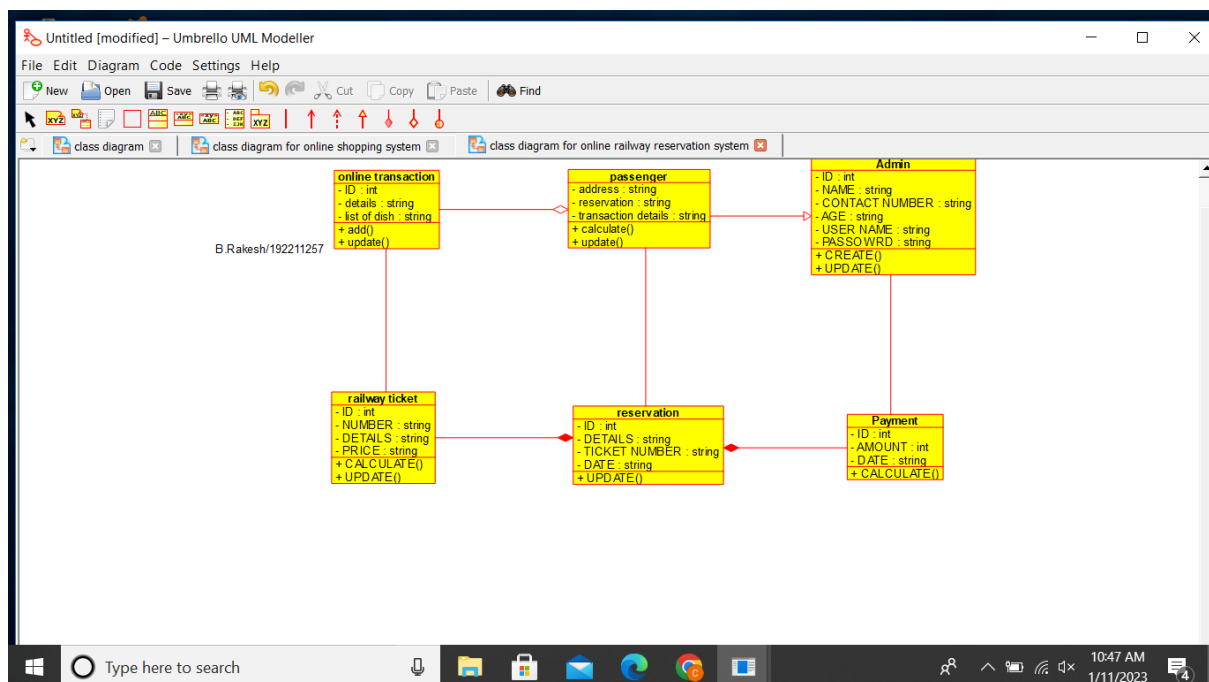 Untitled [modified] – Umbrello UML Modeller
File Edit Diagram Code Settings Help
New Open Save Cut Copy Paste Find
class diagram class diagram for online shopping system class diagram for online railway reservation system
online transaction
- ID : int
- details : string
- list of dish : string
+ add()
+ update()
passenger
- address : string
- reservation : string
- transaction details : string
+ calculate()
+ update()
Admin
- ID : int
- NAME : string
- CONTACT NUMBER : string
- AGE : string
- USER NAME : string
- PASSOWRD : string
+ CREATE()
+ UPDATE()
B.Rakesh/192211257
railway ticket
- ID : int
- NUMBER : string
- DETAILS : string
- PRICE : string
+ CALCULATE()
+ UPDATE()
reservation
- ID : int
- DETAILS : string
- TICKET NUMBER : string
- DATE : string
+ UPDATE()
Payment
- ID : int
- AMOUNT : int
- DATE : string
+ CALCULATE()
Type here to search
10:47 AM
1/11/2023
4